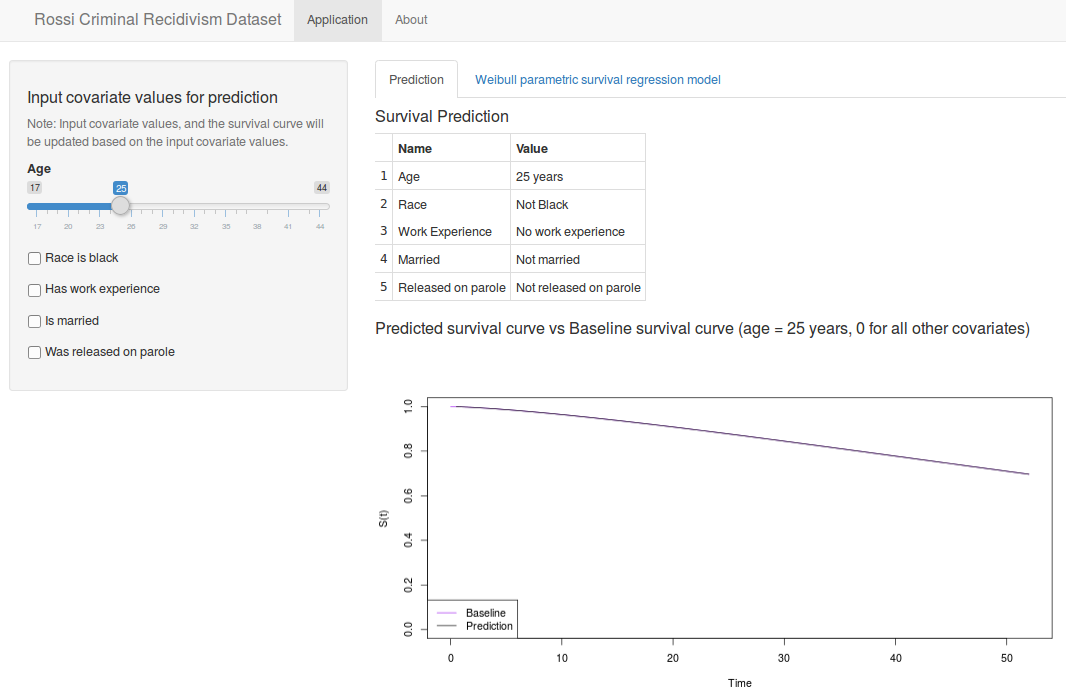 Rossi Criminal Recidivism Dataset Application About
Input covariate values for prediction
Note: Input covariate values, and the survival curve will
be updated based on the input covariate values.
Age
17 25 44
17 20 23 26 29 32 35 38 41 44
Race is black
Has work experience
Is married
Was released on parole
Prediction Weibull parametric survival regression model
Survival Prediction
Name Value
1 Age 25 years
2 Race Not Black
3 Work Experience No work experience
4 Married Not married
5 Released on parole Not released on parole
Predicted survival curve vs Baseline survival curve (age = 25 years, 0 for all other covariates)
1.0
0.8
0.6
0.4
0.2
0.0
S(t)
Baseline
Prediction
0 10 20 30 40 50
Time